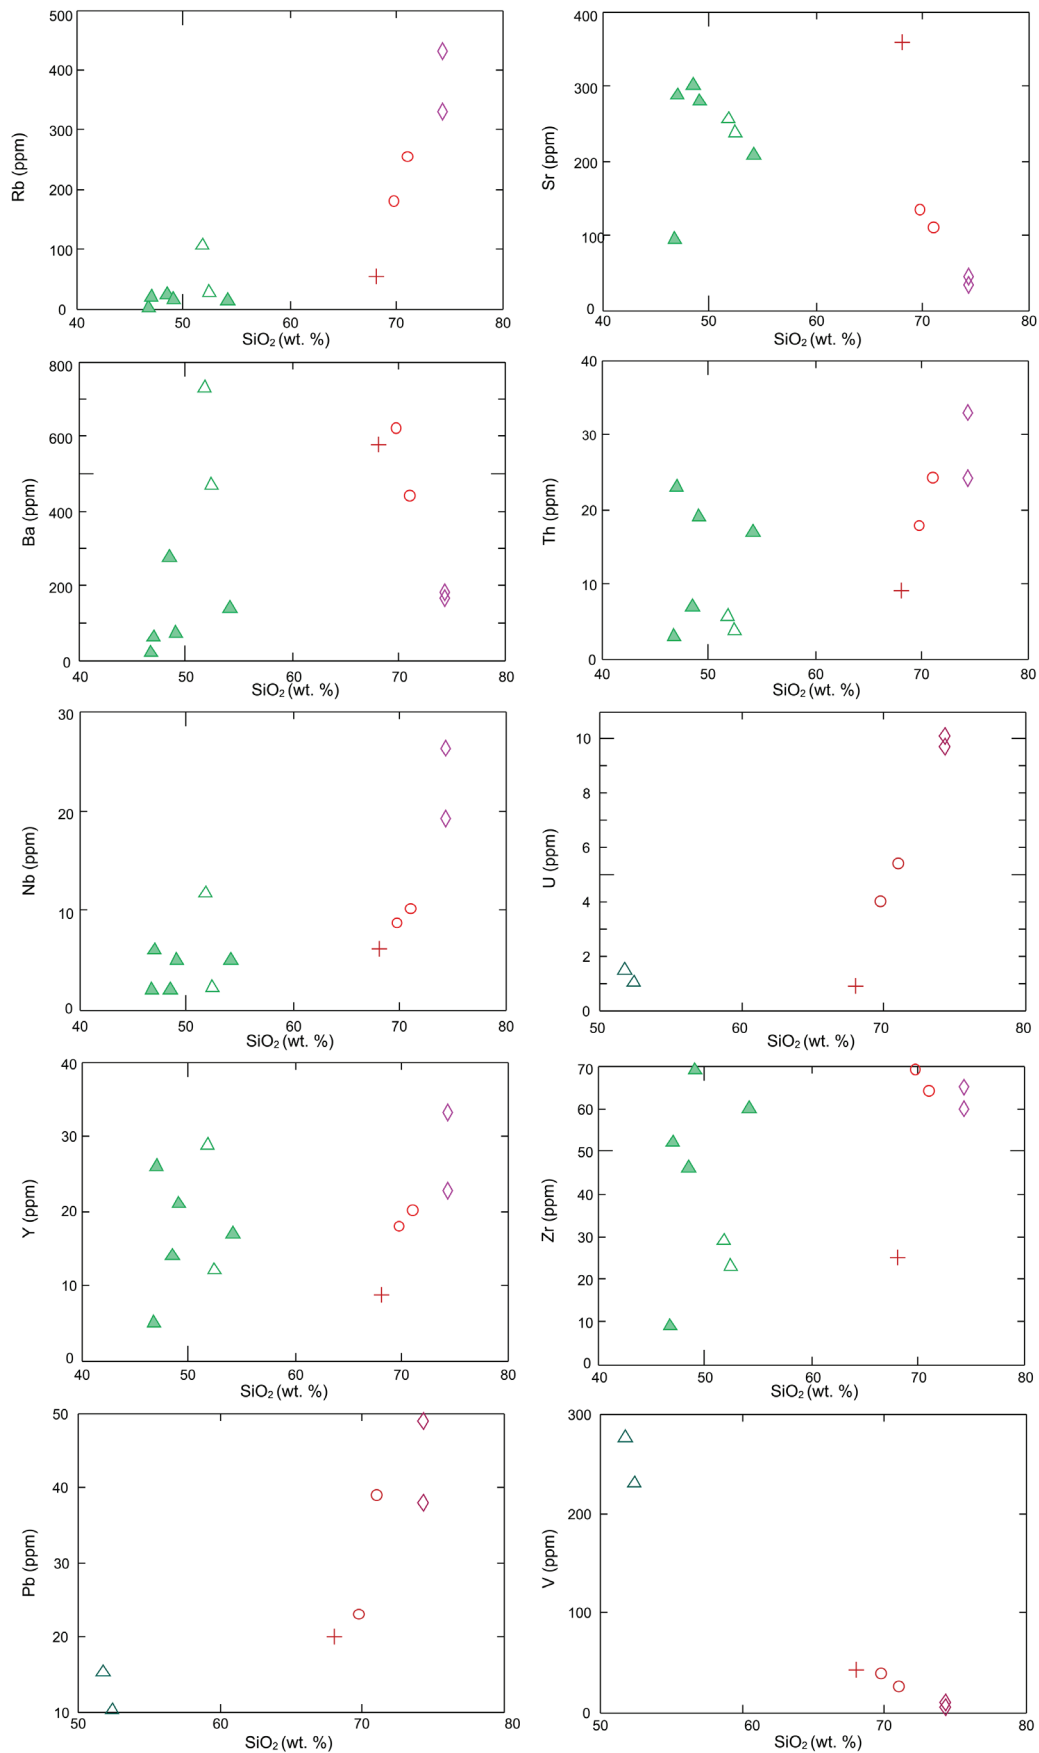 500
400
300
200
100
0
Rb (ppm)
40 50 60 70 80
SiO₂ (wt. %)
400
300
200
100
0
Sr (ppm)
40 50 60 70 80
SiO₂ (wt. %)
800
600
400
200
0
Ba (ppm)
40 50 60 70 80
SiO₂ (wt. %)
40
30
20
10
0
Th (ppm)
40 50 60 70 80
SiO₂ (wt. %)
30
20
10
0
Nb (ppm)
40 50 60 70 80
SiO₂ (wt. %)
10
8
6
4
2
0
U (ppm)
50 60 70 80
SiO₂ (wt. %)
40
30
20
10
0
Y (ppm)
40 50 60 70 80
SiO₂ (wt. %)
70
60
50
40
30
20
10
0
Zr (ppm)
40 50 60 70 80
SiO₂ (wt. %)
50
40
30
20
10
Pb (ppm)
50 60 70 80
SiO₂ (wt. %)
300
200
100
0
V (ppm)
50 60 70 80
SiO₂ (wt. %)